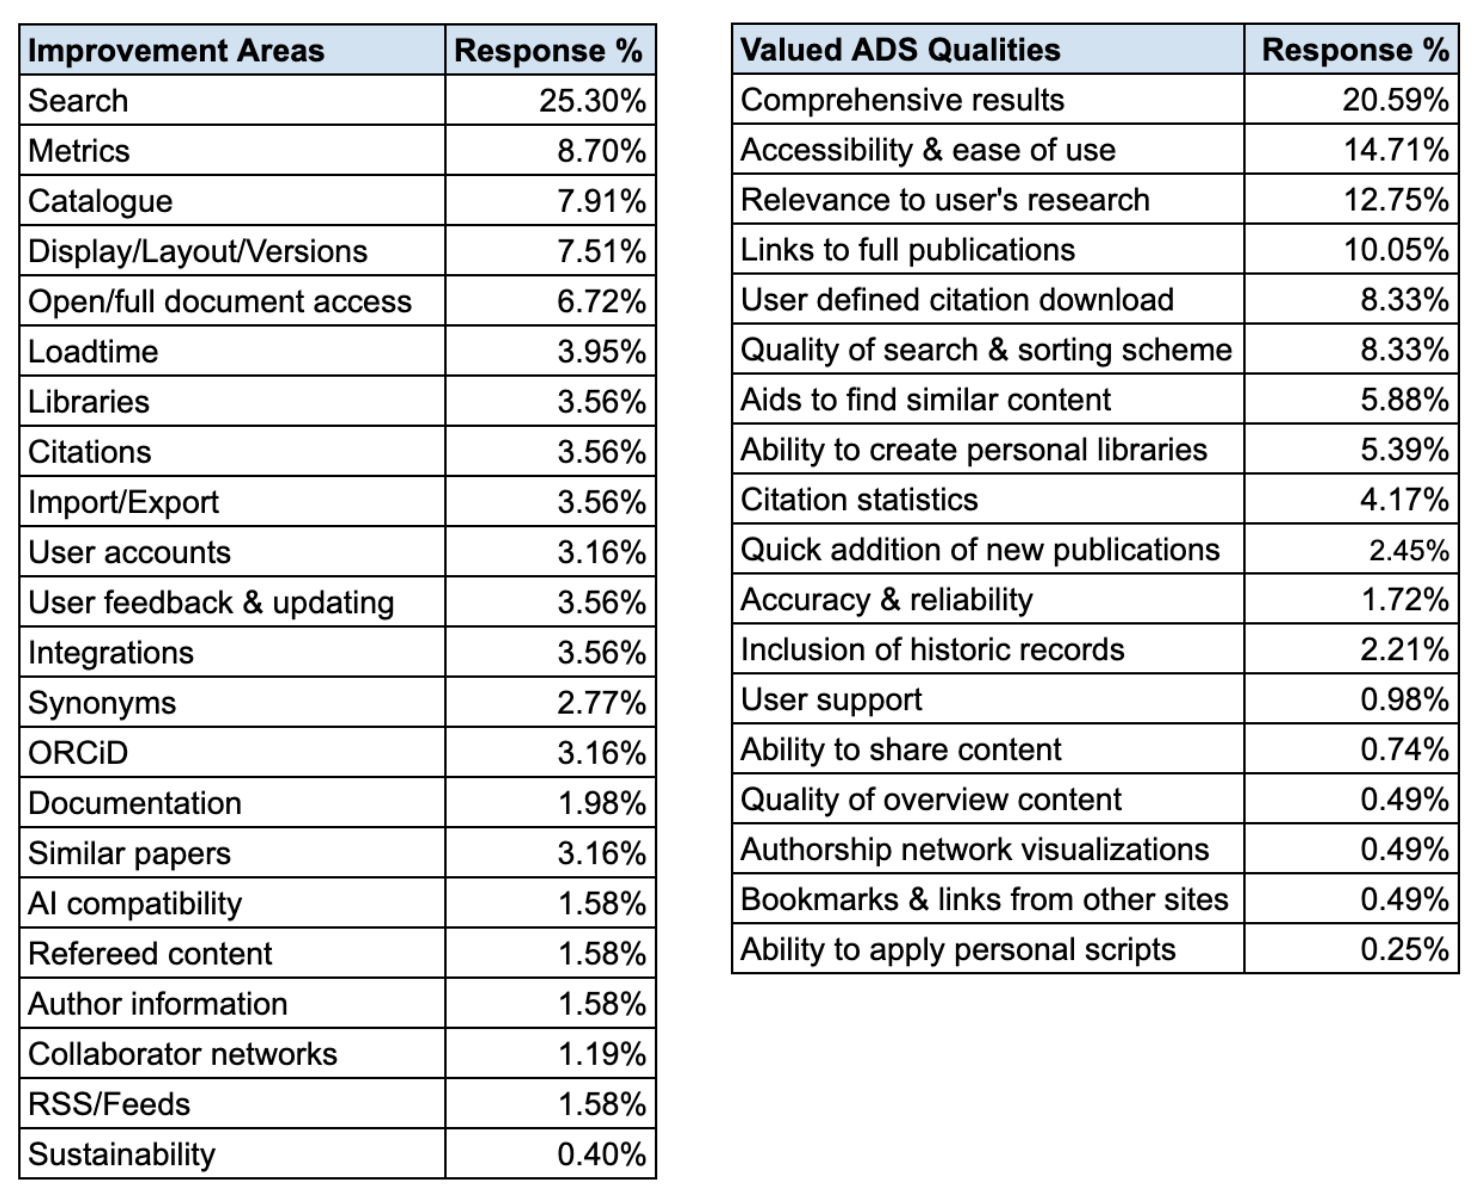 Improvement Areas Response %
Search 25.30%
Metrics 8.70%
Catalogue 7.91%
Display/Layout/Versions 7.51%
Open/full document access 6.72%
Loadtime 3.95%
Libraries 3.56%
Citations 3.56%
Import/Export 3.56%
User accounts 3.16%
User feedback & updating 3.56%
Integrations 3.56%
Synonyms 2.77%
ORCiD 3.16%
Documentation 1.98%
Similar papers 3.16%
AI compatibility 1.58%
Refereed content 1.58%
Author information 1.58%
Collaborator networks 1.19%
RSS/Feeds 1.58%
Sustainability 0.40%
Valued ADS Qualities Response %
Comprehensive results 20.59%
Accessibility & ease of use 14.71%
Relevance to user's research 12.75%
Links to full publications 10.05%
User defined citation download 8.33%
Quality of search & sorting scheme 8.33%
Aids to find similar content 5.88%
Ability to create personal libraries 5.39%
Citation statistics 4.17%
Quick addition of new publications 2.45%
Accuracy & reliability 1.72%
Inclusion of historic records 2.21%
User support 0.98%
Ability to share content 0.74%
Quality of overview content 0.49%
Authorship network visualizations 0.49%
Bookmarks & links from other sites 0.49%
Ability to apply personal scripts 0.25%